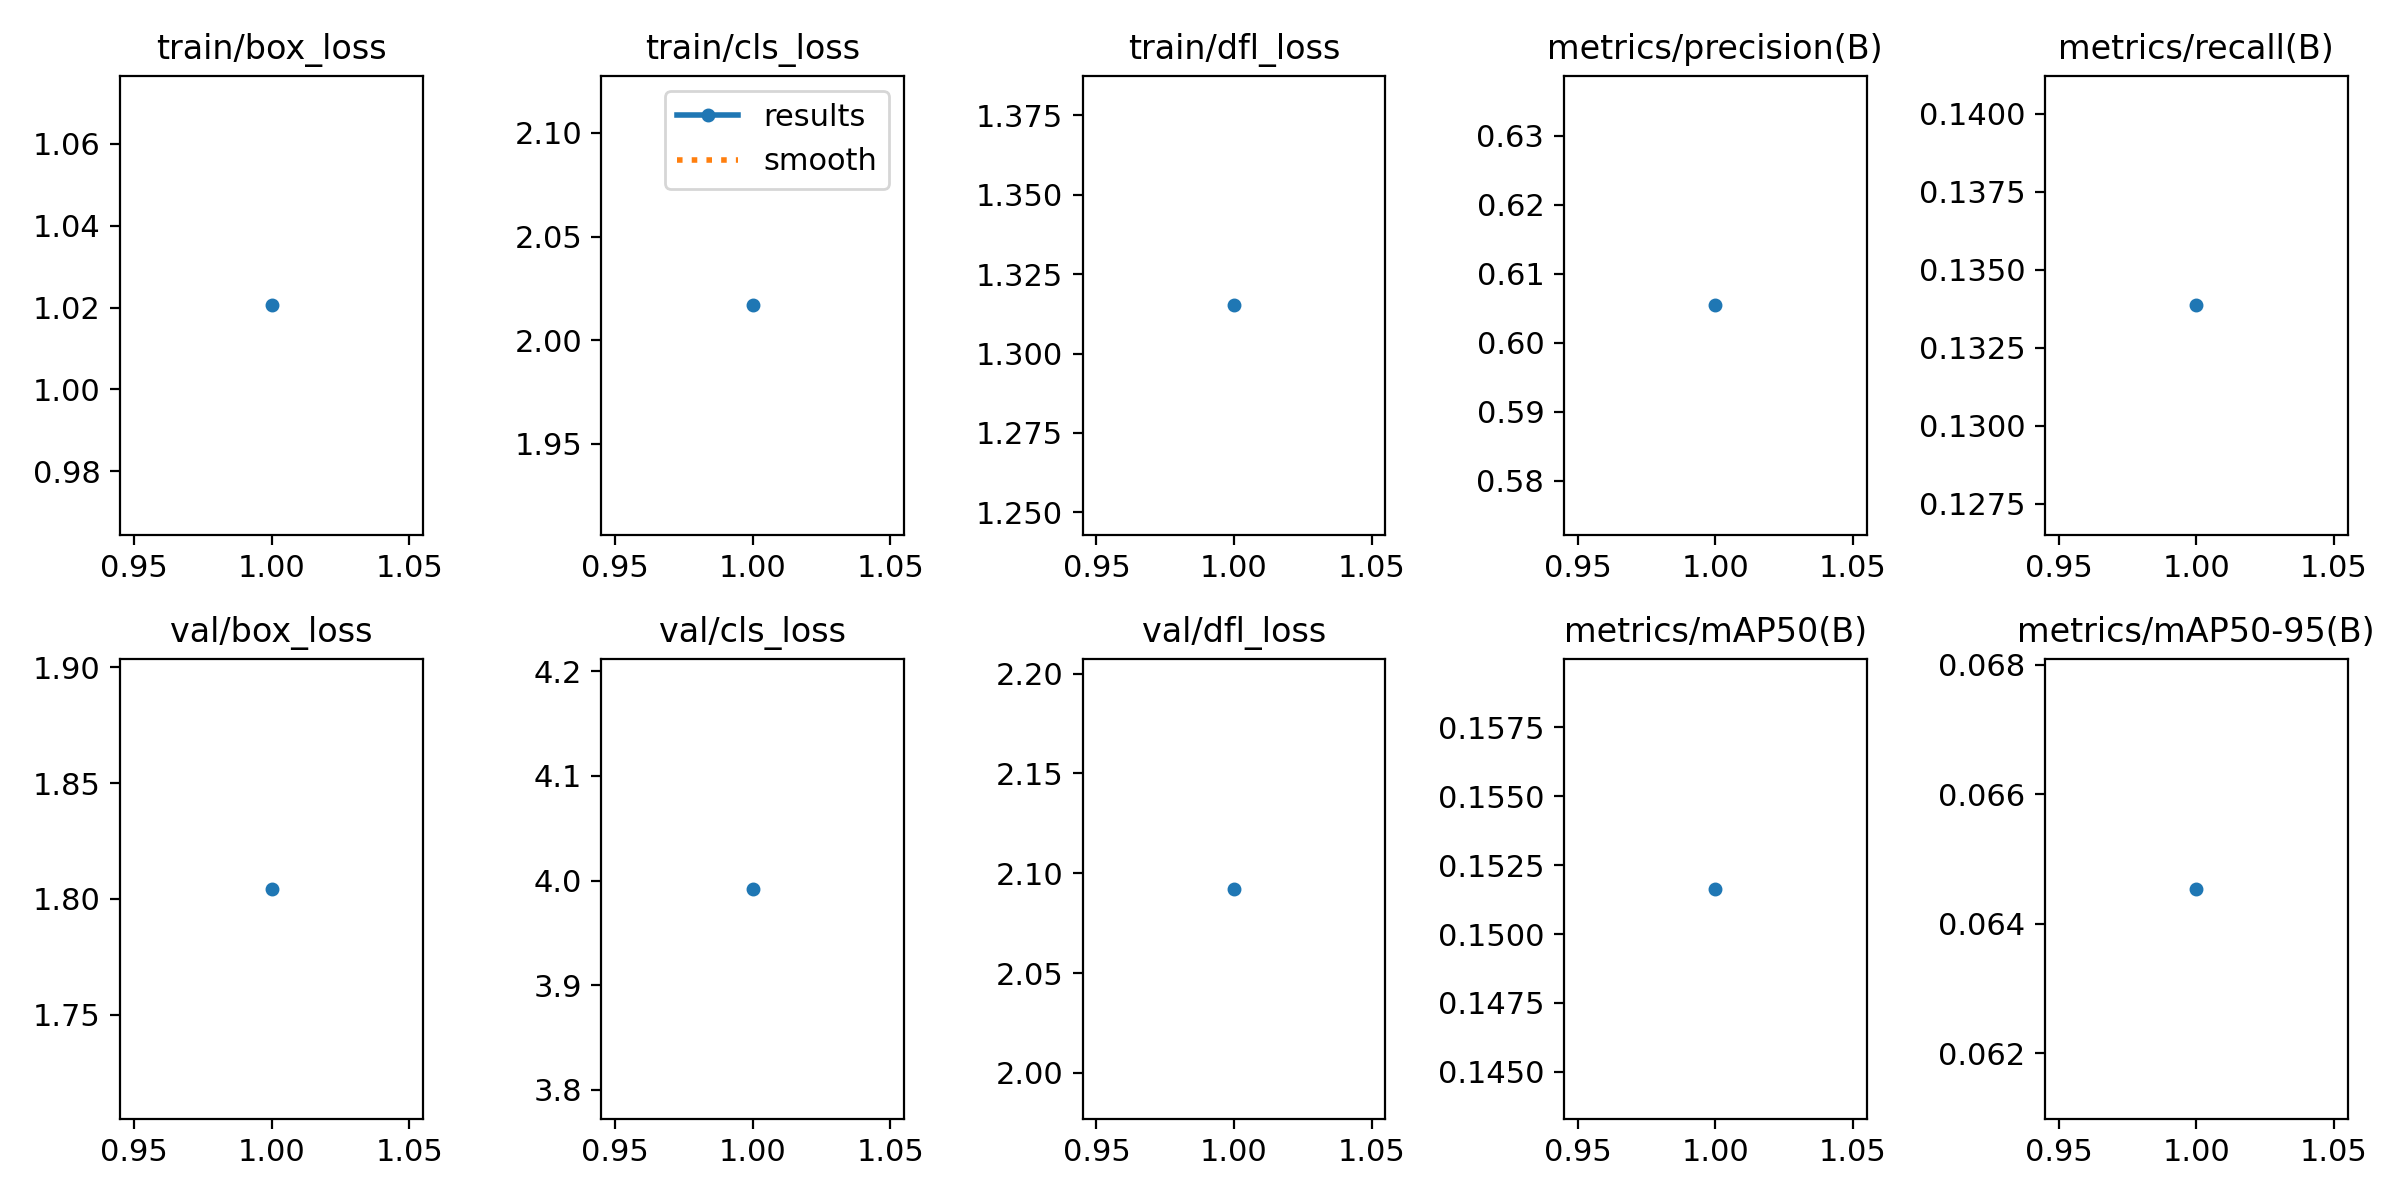 train/box_loss
1.06
1.04
1.02
1.00
0.98
0.95 1.00 1.05
train/cls_loss
results
smooth
2.10
2.05
2.00
1.95
0.95 1.00 1.05
train/dfl_loss
1.375
1.350
1.325
1.300
1.275
1.250
0.95 1.00 1.05
metrics/precision(B)
0.63
0.62
0.61
0.60
0.59
0.58
0.95 1.00 1.05
metrics/recall(B)
0.1400
0.1375
0.1350
0.1325
0.1300
0.1275
0.95 1.00 1.05
val/box_loss
1.90
1.85
1.80
1.75
0.95 1.00 1.05
val/cls_loss
4.2
4.1
4.0
3.9
3.8
0.95 1.00 1.05
val/dfl_loss
2.20
2.15
2.10
2.05
2.00
0.95 1.00 1.05
metrics/mAP50(B)
0.1575
0.1550
0.1525
0.1500
0.1475
0.1450
0.95 1.00 1.05
metrics/mAP50-95(B)
0.068
0.066
0.064
0.062
0.95 1.00 1.05